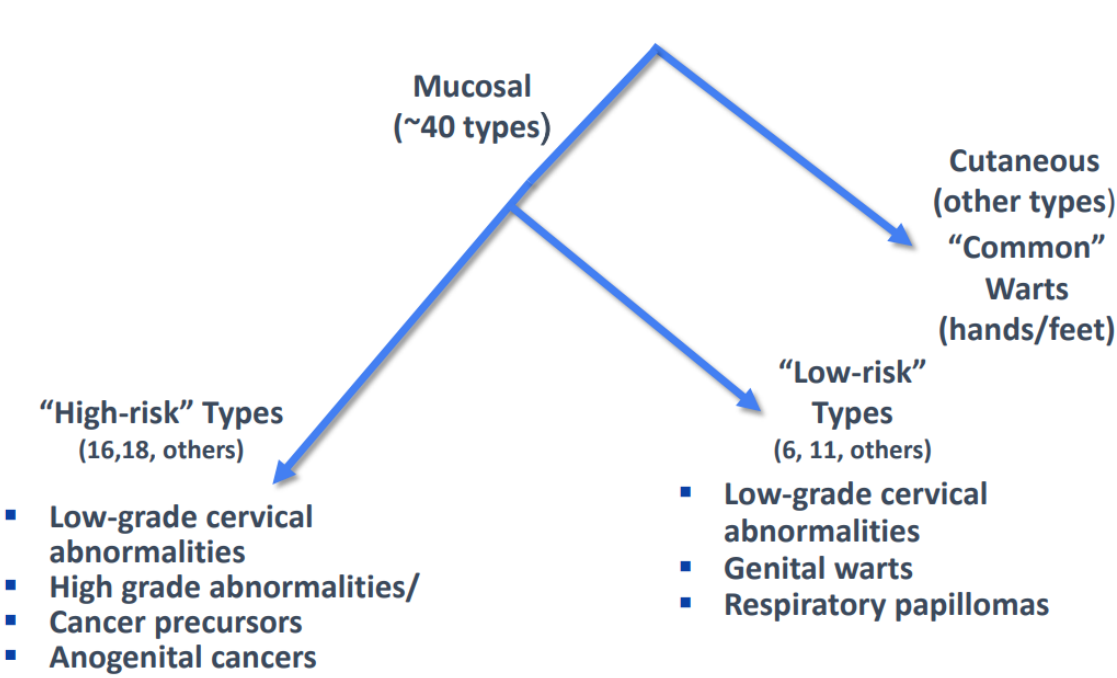 Mucosal
(~40 types)
Cutaneous
(other types)
“Common”
Warts
(hands/feet)
“High-risk” Types
(16,18, others)
▪ Low-grade cervical
abnormalities
▪ High grade abnormalities/
▪ Cancer precursors
▪ Anogenital cancers
“Low-risk”
Types
(6, 11, others)
▪ Low-grade cervical
abnormalities
▪ Genital warts
▪ Respiratory papillomas